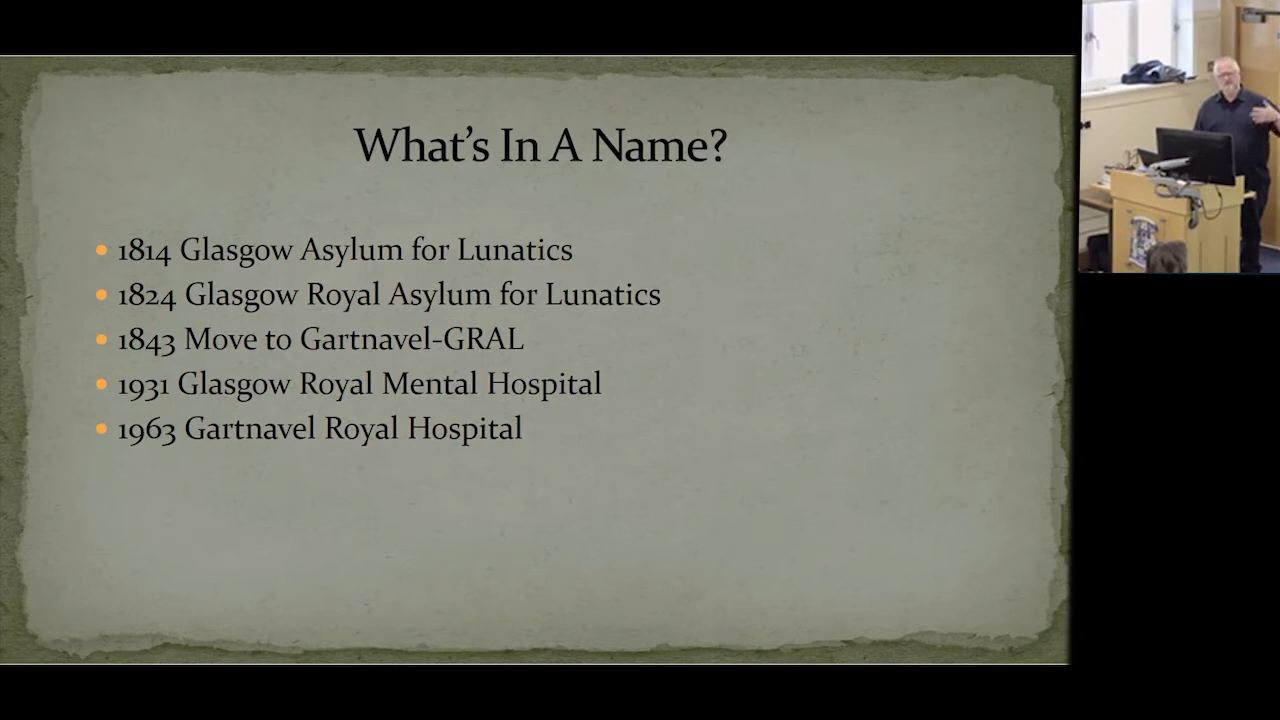 What's In A Name?
• 1814 Glasgow Asylum for Lunatics
• 1824 Glasgow Royal Asylum for Lunatics
• 1843 Move to Gartnavel-GRAL
• 1931 Glasgow Royal Mental Hospital
• 1963 Gartnavel Royal Hospital